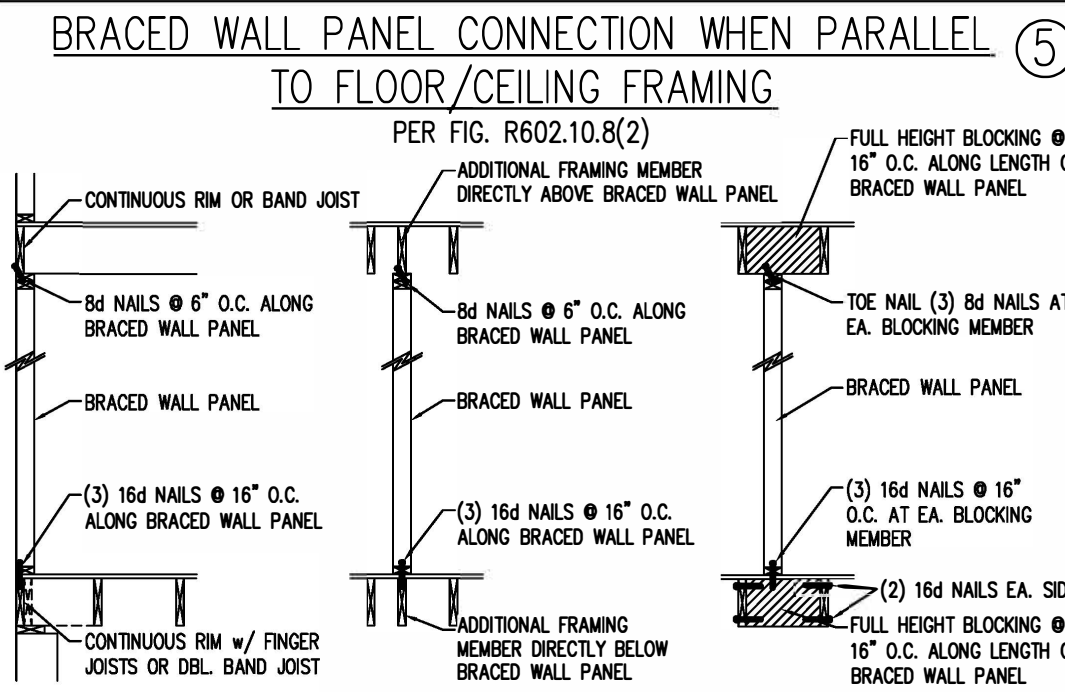 BRACED WALL PANEL CONNECTION WHEN PARALLEL
TO FLOOR/CEILING FRAMING
5
PER FIG. R602.10.8(2)
CONTINUOUS RIM OR BAND JOIST
8d NAILS @ 6" O.C. ALONG
BRACED WALL PANEL
BRACED WALL PANEL
(3) 16d NAILS @ 16" O.C.
ALONG BRACED WALL PANEL
CONTINUOUS RIM w/ FINGER
JOISTS OR DBL. BAND JOIST
ADDITIONAL FRAMING MEMBER
DIRECTLY ABOVE BRACED WALL PANEL
8d NAILS @ 6" O.C. ALONG
BRACED WALL PANEL
BRACED WALL PANEL
(3) 16d NAILS @ 16" O.C.
ALONG BRACED WALL PANEL
ADDITIONAL FRAMING
MEMBER DIRECTLY BELOW
BRACED WALL PANEL
FULL HEIGHT BLOCKING @
16" O.C. ALONG LENGTH
BRACED WALL PANEL
TOE NAIL (3) 8d NAILS AT
EA. BLOCKING MEMBER
BRACED WALL PANEL
(3) 16d NAILS @ 16"
O.C. AT EA. BLOCKING
MEMBER
(2) 16d NAILS EA.
FULL HEIGHT BLOCKING @
16" O.C. ALONG LENGTH
BRACED WALL PANEL